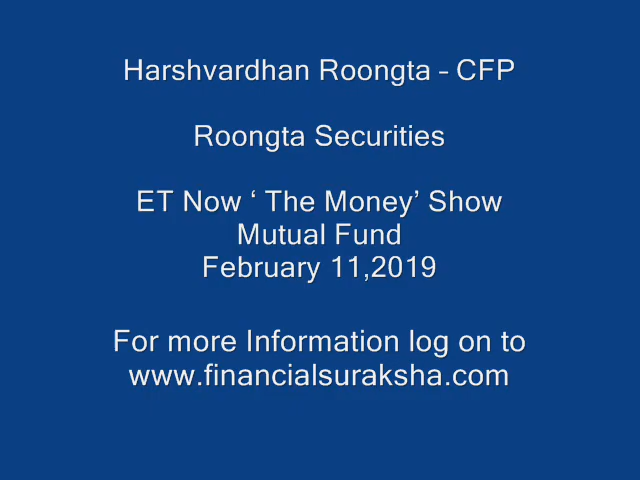 Harshvardhan Roongta – CFP
Roongta Securities
ET Now ‘ The Money’ Show
Mutual Fund
February 11,2019
For more Information log on to
www.financialsuraksha.com